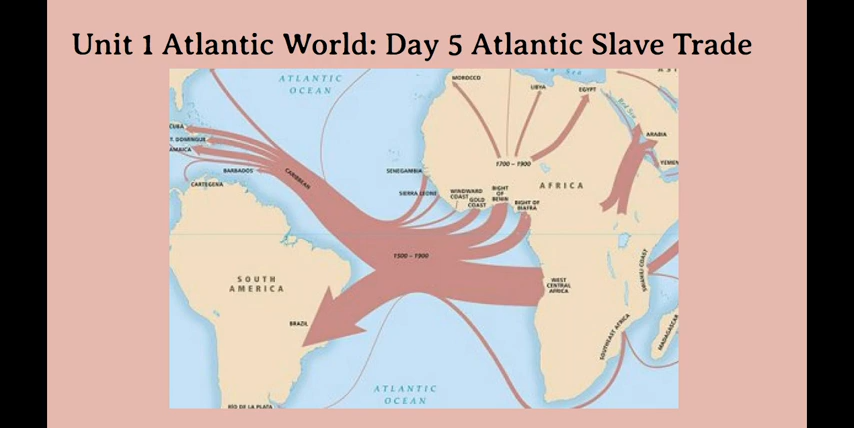 Unit 1 Atlantic World: Day 5 Atlantic Slave Trade
ATLANTIC
OCEAN
MOROCCO
LIBYA
EGYPT
Red Sea
CUBA
T. DOMINGUE
AMAICA
BARBADOS
CARTEGENA
CARIBBEAN
SENEGAMBIA
SIERRA LEONE
WINDWARD
COAST
GOLD
COAST
BIGHT
OF
BENIN
BIGHT OF
BIAFRA
1700 – 1900
AFRICA
ARABIA
YEMEN
1500 – 1900
SOUTH
AMERICA
BRAZIL
WEST
CENTRAL
AFRICA
SWAHILI COAST
SOUTHEAST AFRICA
MADAGASCAR
ATLANTIC
OCEAN
RÍO DE LA PLATA